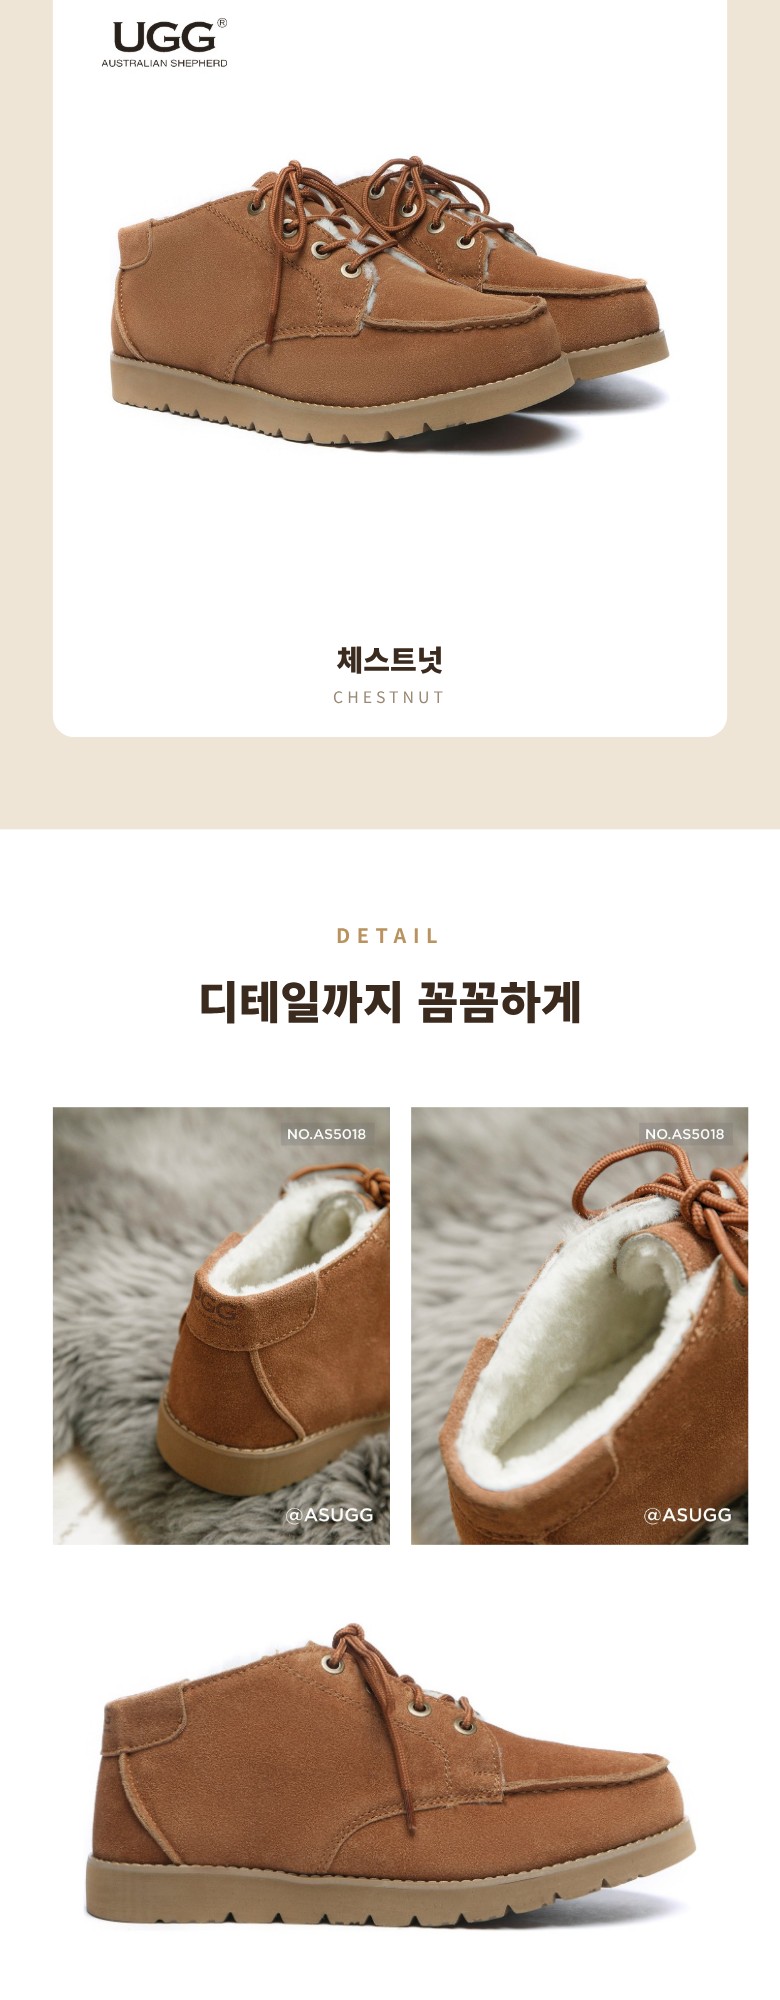 UGG®
AUSTRALIAN SHEPHERD
체스트넛
CHESTNUT
DETAIL
디테일까지 꼼꼼하게
NO.AS5018
NO.AS5018
UGG
@ASUGG
@ASUGG